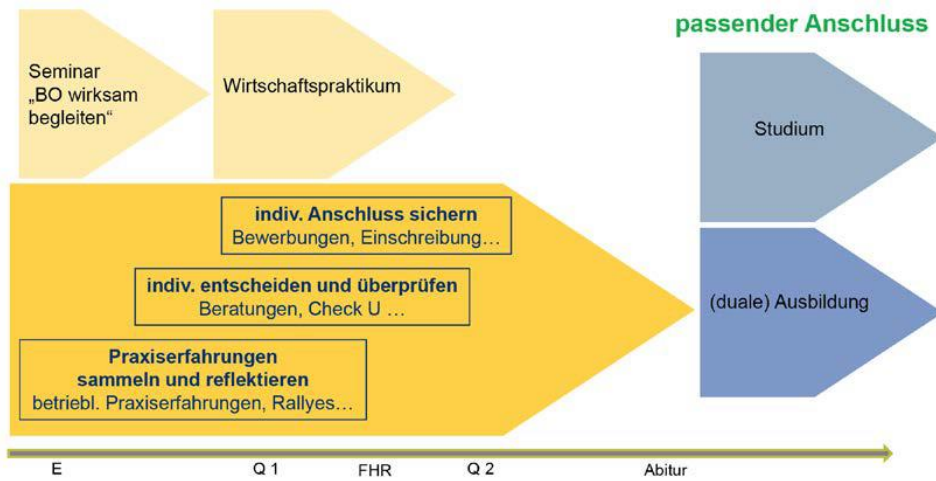 passender Anschluss
Seminar
„BO wirksam
begleiten“
Wirtschaftspraktikum
Studium
indiv. Anschluss sichern
Bewerbungen, Einschreibung…
indiv. entscheiden und überprüfen
Beratungen, Check U …
(duale) Ausbildung
Praxiserfahrungen
sammeln und reflektieren
betriebl. Praxiserfahrungen, Rallyes…
E Q 1 FHR Q 2 Abitur